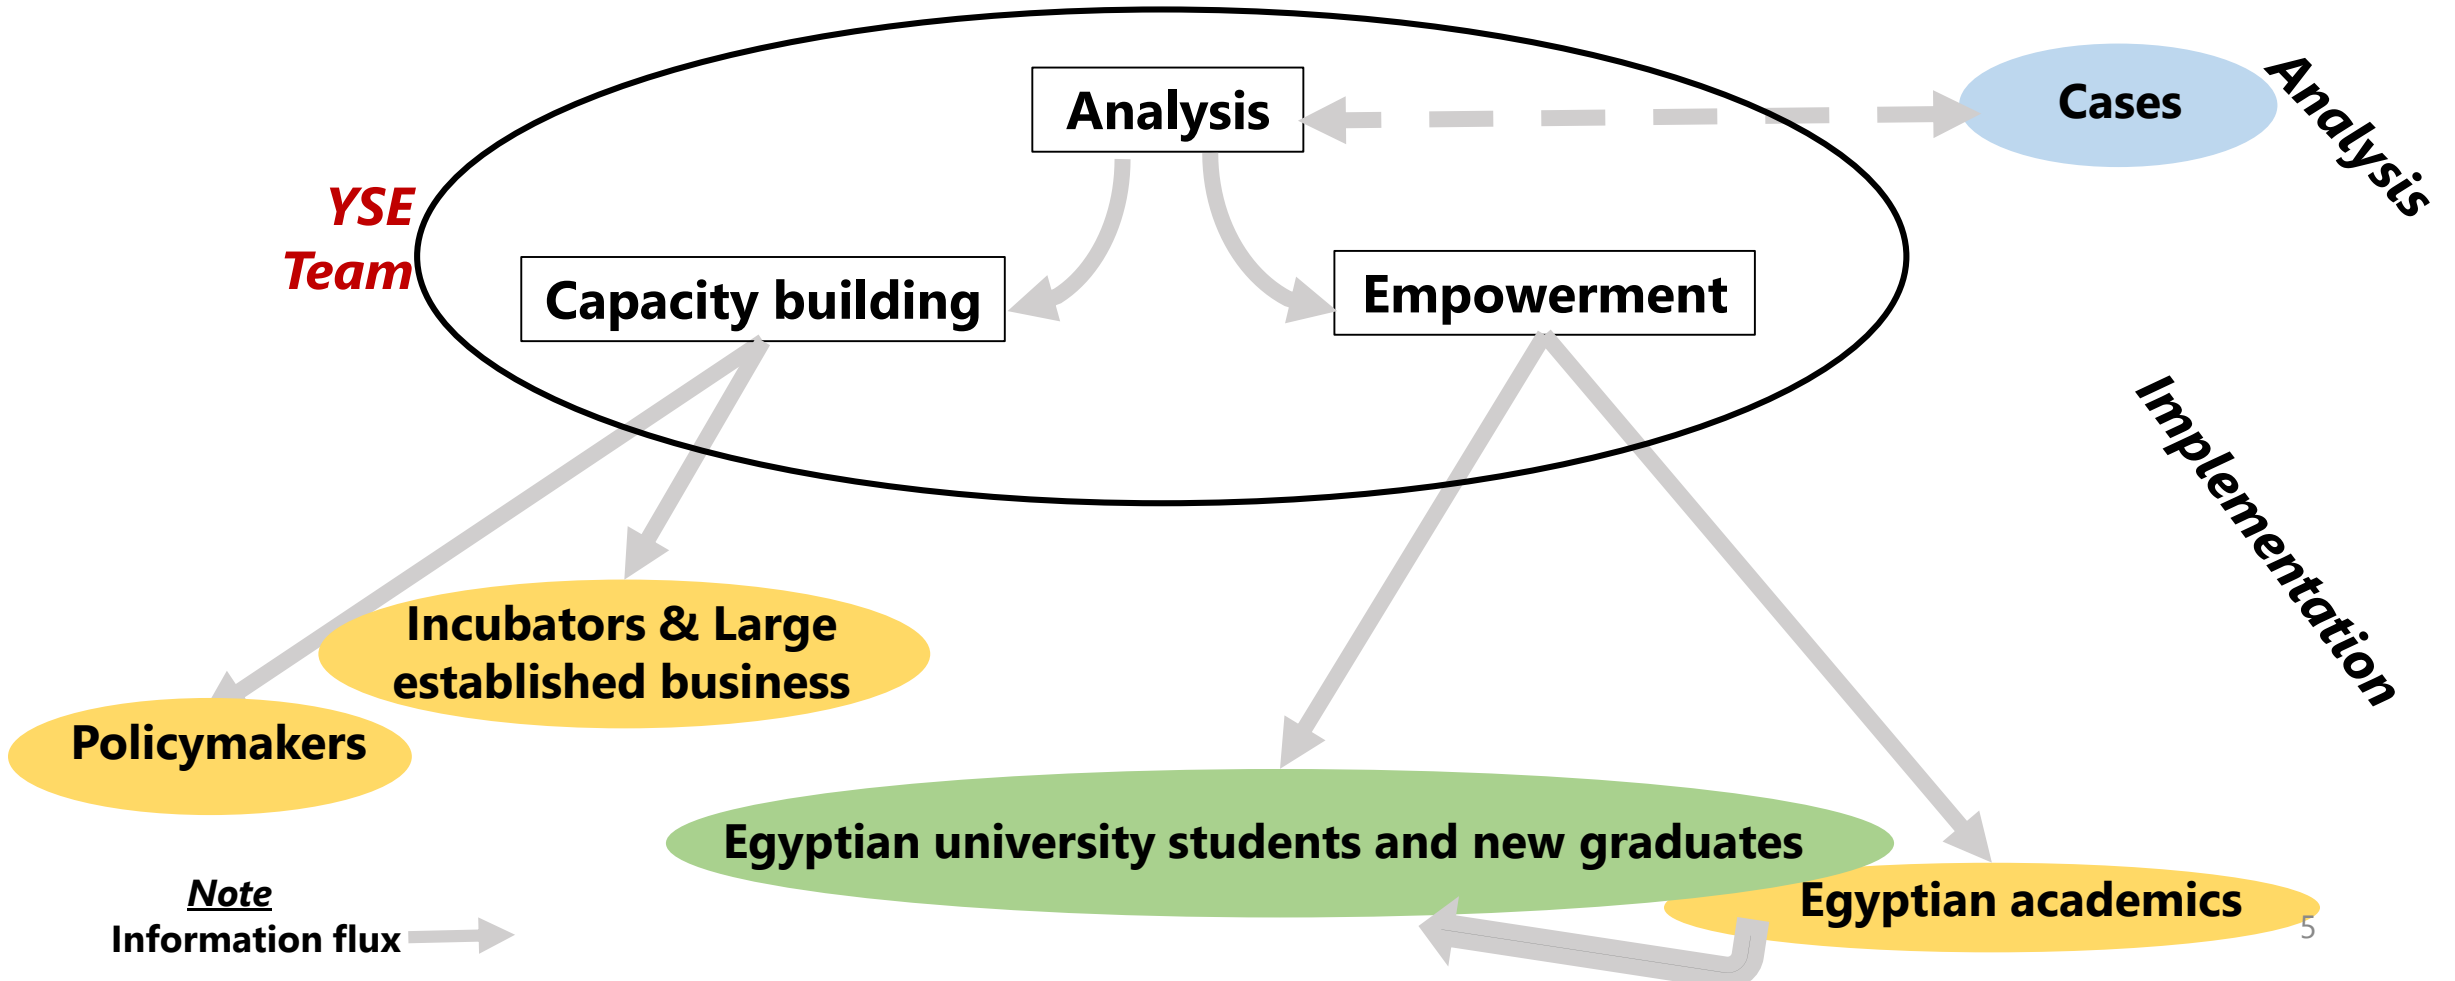 Analysis
Cases
Analysis
YSE
Team
Capacity building
Empowerment
Implementation
Incubators & Large
established business
Policymakers
Egyptian university students and new graduates
Egyptian academics
Note
Information flux
5